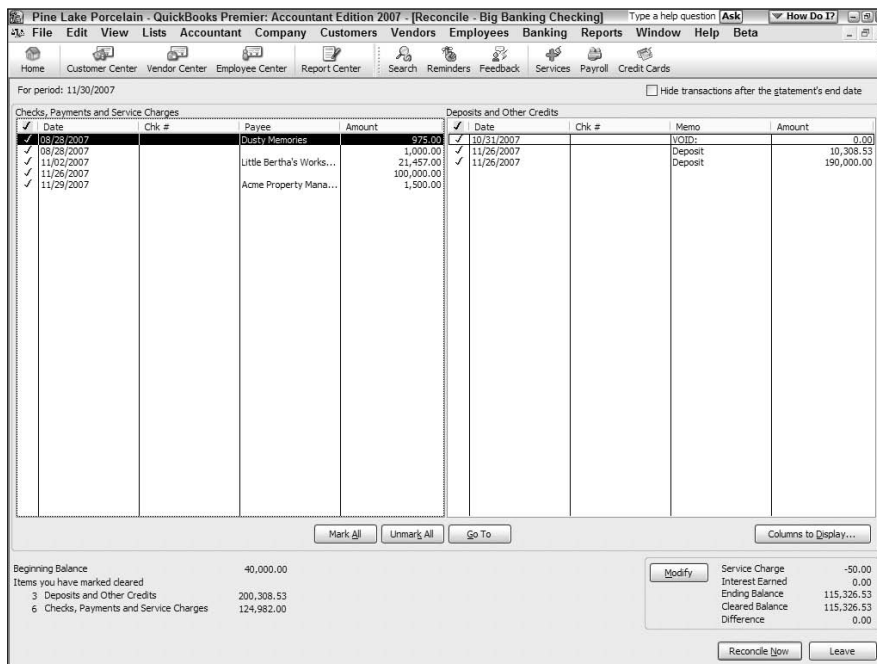 Pine Lake Porcelain - QuickBooks Premier: Accountant Edition 2007 - [Reconcile - Big Banking Checking]
Type a help question Ask
How Do I?
File Edit View Lists Accountant Company Customers Vendors Employees Banking Reports Window Help Beta
Home Customer Center Vendor Center Employee Center Report Center Search Reminders Feedback Services Payroll Credit Cards
For period: 11/30/2007
Hide transactions after the statement's end date
Checks, Payments and Service Charges
✓ Date Chk # Payee Amount
✓ 08/28/2007 Dusty Memories 975.00
✓ 08/28/2007 1,000.00
✓ 11/02/2007 Little Bertha's Works... 21,457.00
✓ 11/26/2007 100,000.00
✓ 11/29/2007 Acme Property Mana... 1,500.00
Deposits and Other Credits
✓ Date Chk # Memo Amount
✓ 10/31/2007 VOID: 0.00
✓ 11/26/2007 Deposit 10,308.53
✓ 11/26/2007 Deposit 190,000.00
Mark All Unmark All Go To Columns to Display...
Beginning Balance 40,000.00
Items you have marked cleared
3 Deposits and Other Credits 200,308.53
6 Checks, Payments and Service Charges 124,982.00
Modify
Service Charge -50.00
Interest Earned 0.00
Ending Balance 115,326.53
Cleared Balance 115,326.53
Difference 0.00
Reconcile Now Leave